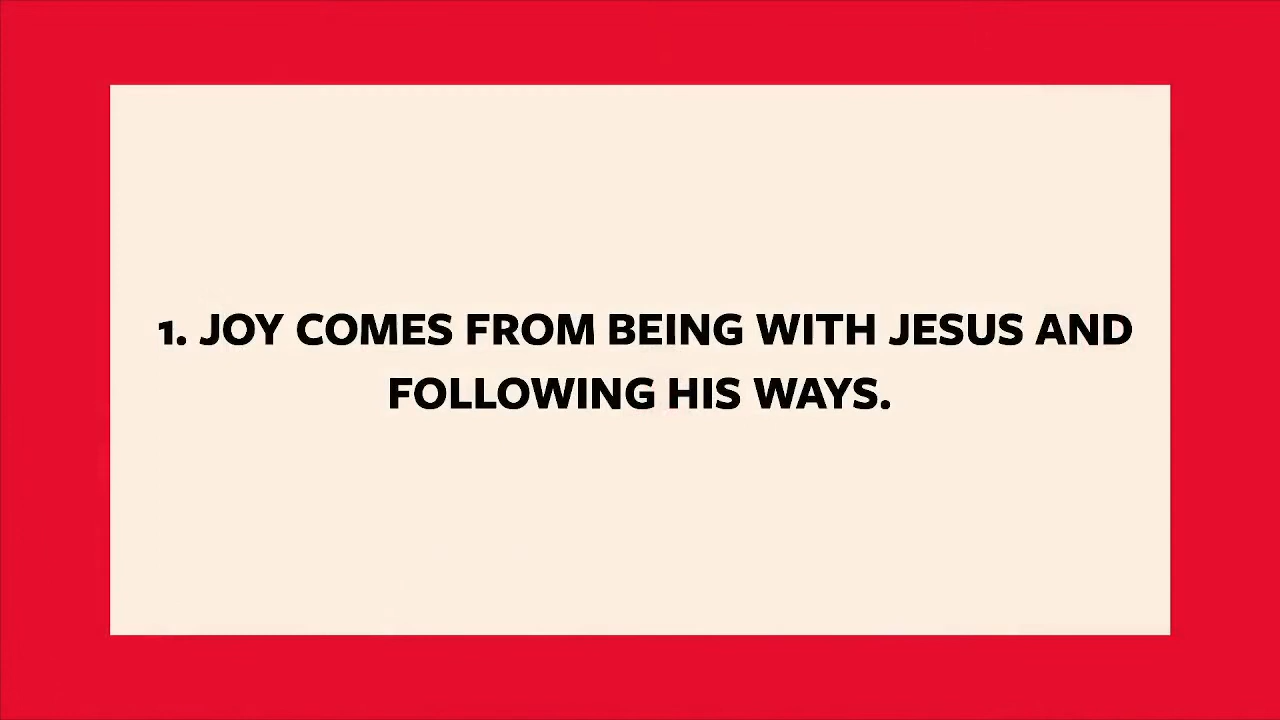 1. JOY COMES FROM BEING WITH JESUS AND
FOLLOWING HIS WAYS.